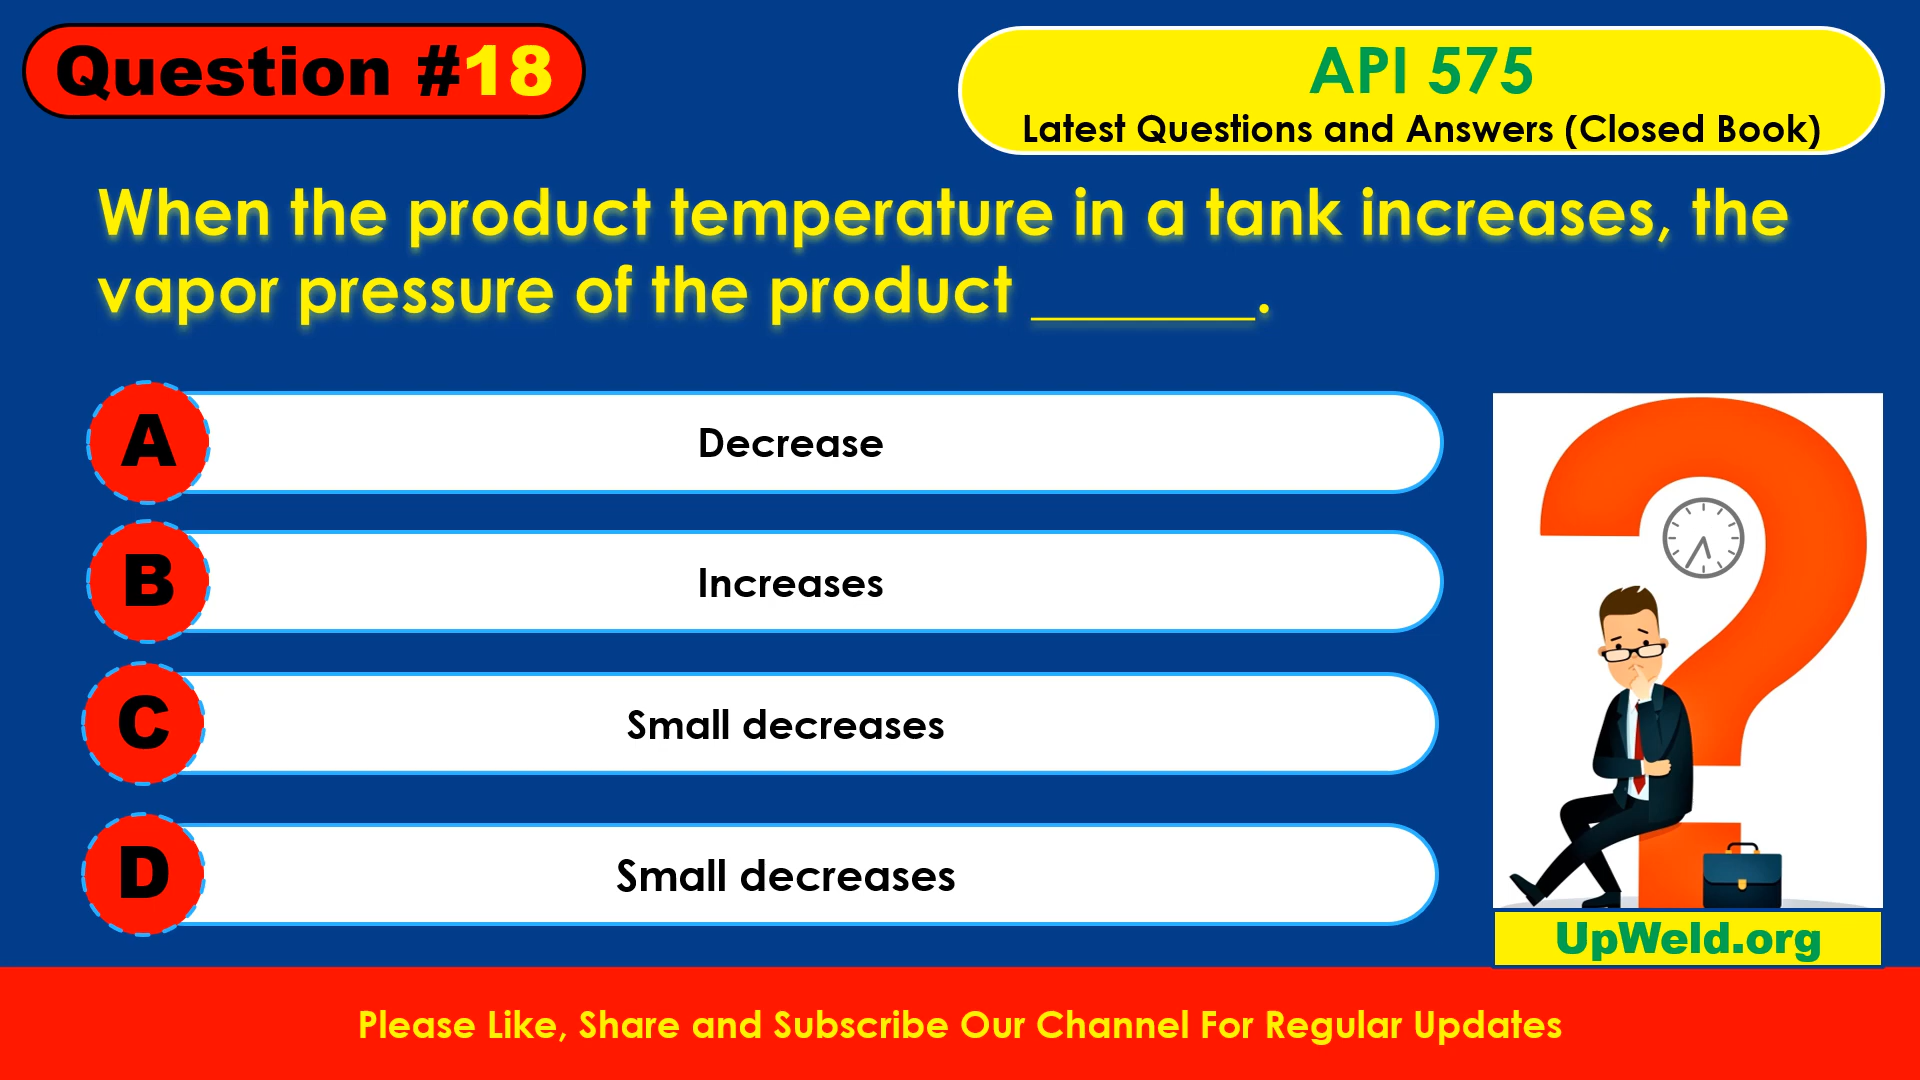 Question #18
API 575
Latest Questions and Answers (Closed Book)
When the product temperature in a tank increases, the
vapor pressure of the product ________.
A
Decrease
B
Increases
C
Small decreases
D
Small decreases
UpWeld.org
Please Like, Share and Subscribe Our Channel For Regular Updates